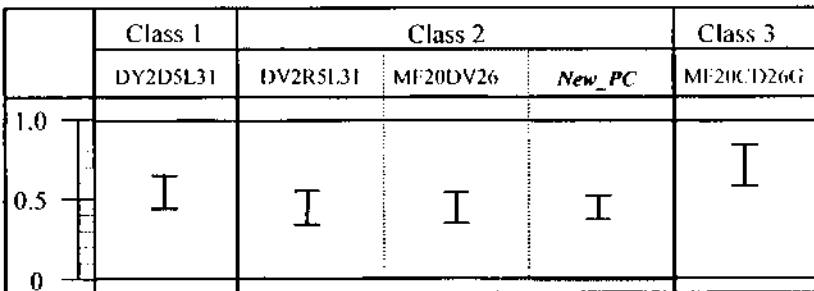 Class 1 Class 2 Class 3
DY2D5L31 DV2R5L31 MF20DV26 New_PC MF20CD26G
1.0
0.5
0